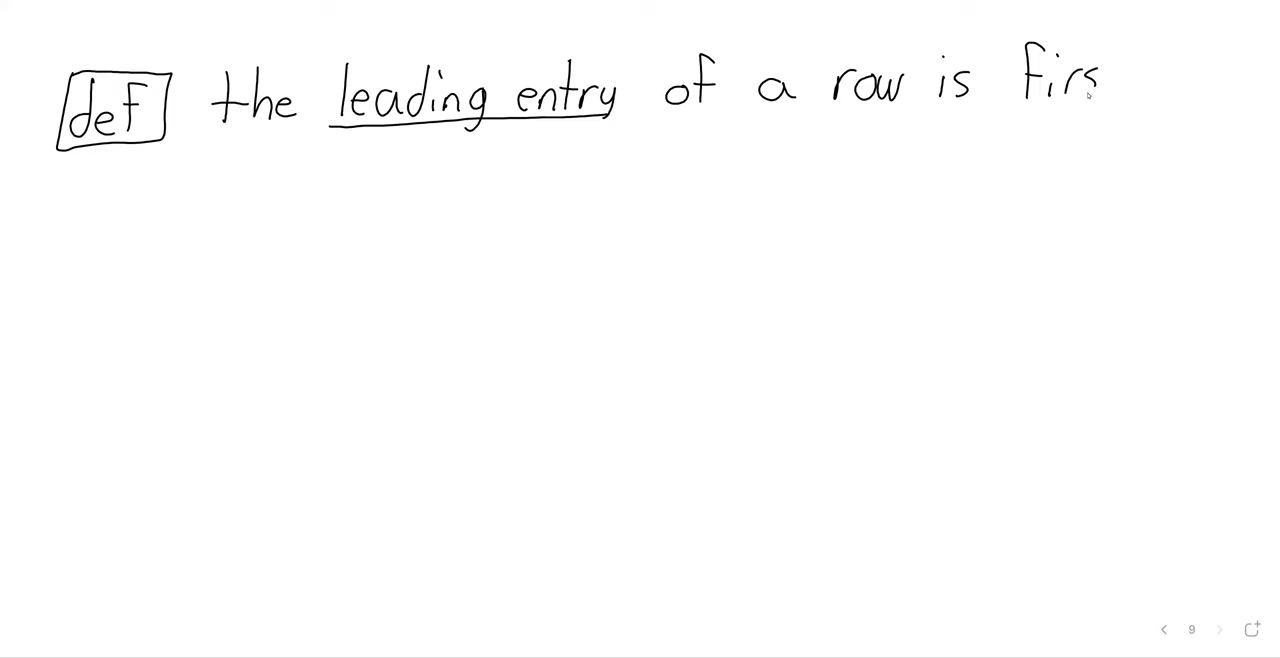 def the leading entry of a row is firs
9